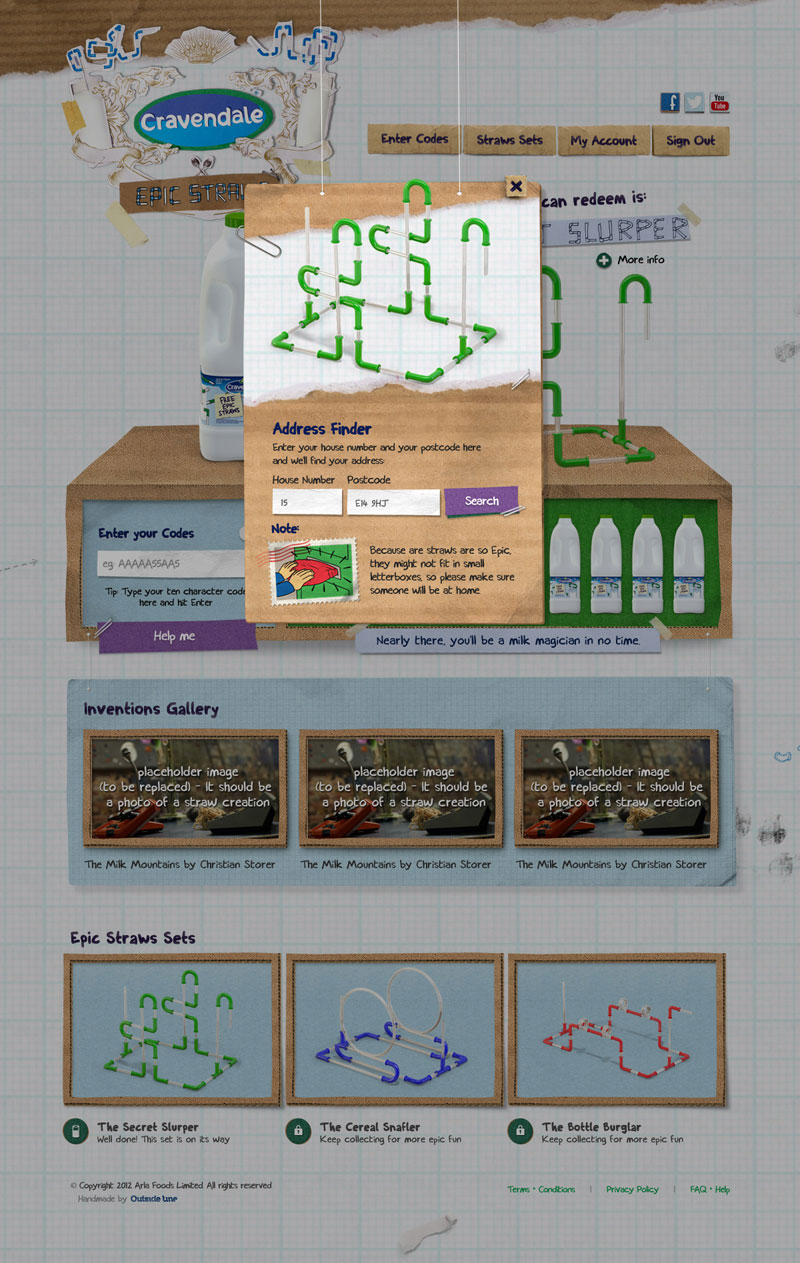 Cravendale
EPIC STRAW
You
Tube
Enter Codes
Straws Sets
My Account
Sign Out
can redeem is:
SLURPER
More info
FREE
EPIC
STRAWS
Address Finder
Enter your house number and your postcode here
and we'll find your address:
House Number
Postcode
15
E14 9HJ
Search
Note:
Because are straws are so Epic,
they might not fit in small
letterboxes, so please make sure
someone will be at home
Enter your Codes
eg. AAAAA55AA5
Tip: Type your ten character code
here and hit Enter
Help me
Nearly there, you'll be a milk magician in no time.
Inventions Gallery
placeholder image
(to be replaced) - It should be
a photo of a straw creation
placeholder image
(to be replaced) - It should be
a photo of a straw creation
placeholder image
(to be replaced) - It should be
a photo of a straw creation
The Milk Mountains by Christian Storer
The Milk Mountains by Christian Storer
The Milk Mountains by Christian Storer
Epic Straws Sets
The Secret Slurper
Well done! This set is on its way
The Cereal Snafler
Keep collecting for more epic fun
The Bottle Burglar
Keep collecting for more epic fun
© Copyright 2012 Arla Foods Limited. All rights reserved
Handmade by Outside Line
Terms + Conditions | Privacy Policy | FAQ + Help